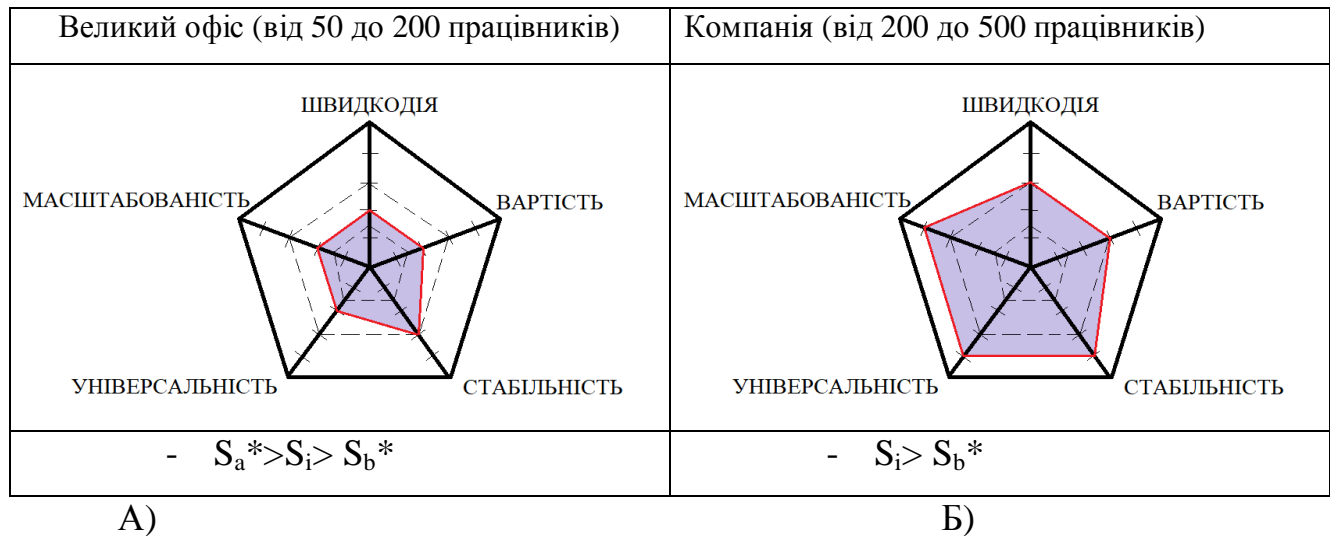 Великий офіс (від 50 до 200 працівників)
Компанія (від 200 до 500 працівників)
ШВИДКОДІЯ
МАСШТАБОВАНІСТЬ
ВАРТІСТЬ
УНІВЕРСАЛЬНІСТЬ
СТАБІЛЬНІСТЬ
ШВИДКОДІЯ
МАСШТАБОВАНІСТЬ
ВАРТІСТЬ
УНІВЕРСАЛЬНІСТЬ
СТАБІЛЬНІСТЬ
- Sa*>Si> Sb*
- Si> Sb*
А)
Б)